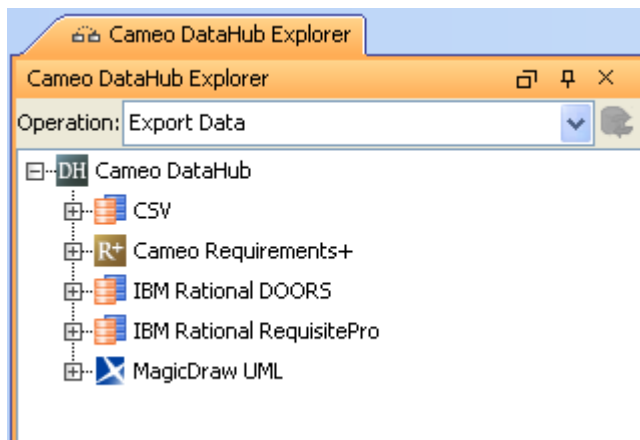 Cameo DataHub Explorer
Cameo DataHub Explorer
Operation: Export Data
DH Cameo DataHub
CSV
R+ Cameo Requirements+
IBM Rational DOORS
IBM Rational RequisitePro
MagicDraw UML